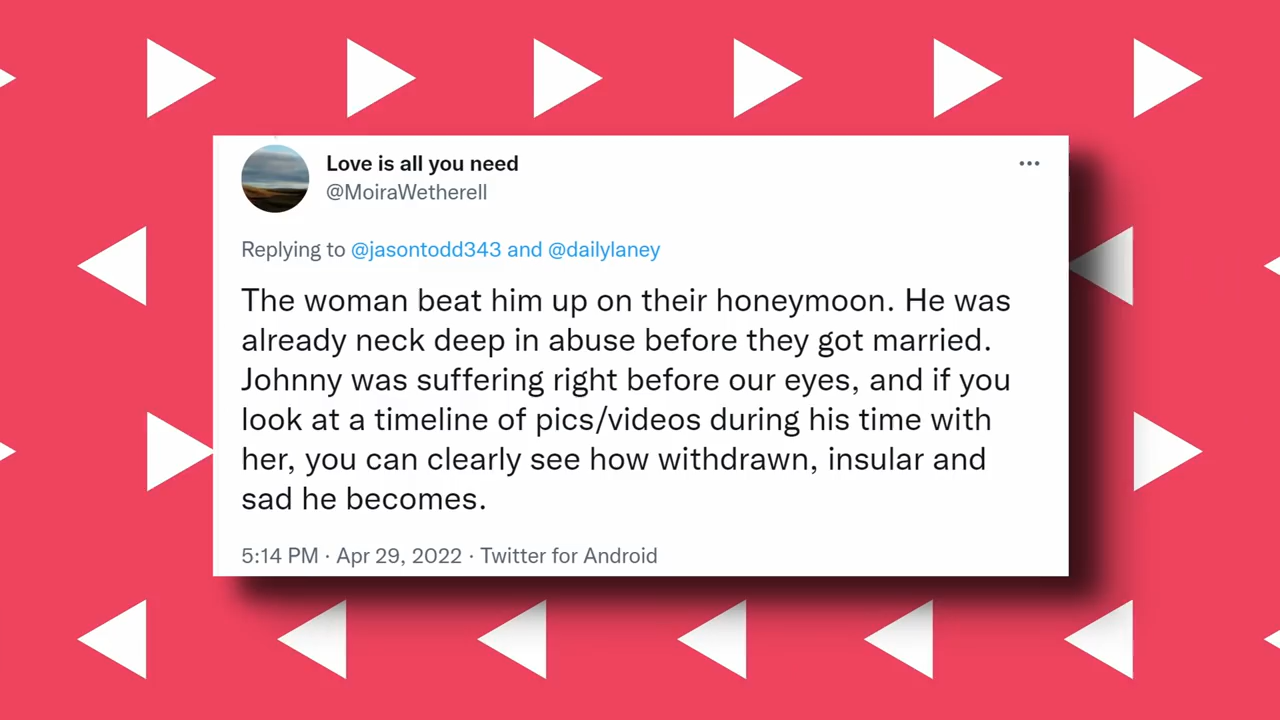 Love is all you need
@MoiraWetherell
Replying to @jasontodd343 and @dailylaney
The woman beat him up on their honeymoon. He was
already neck deep in abuse before they got married.
Johnny was suffering right before our eyes, and if you
look at a timeline of pics/videos during his time with
her, you can clearly see how withdrawn, insular and
sad he becomes.
5:14 PM · Apr 29, 2022 · Twitter for Android